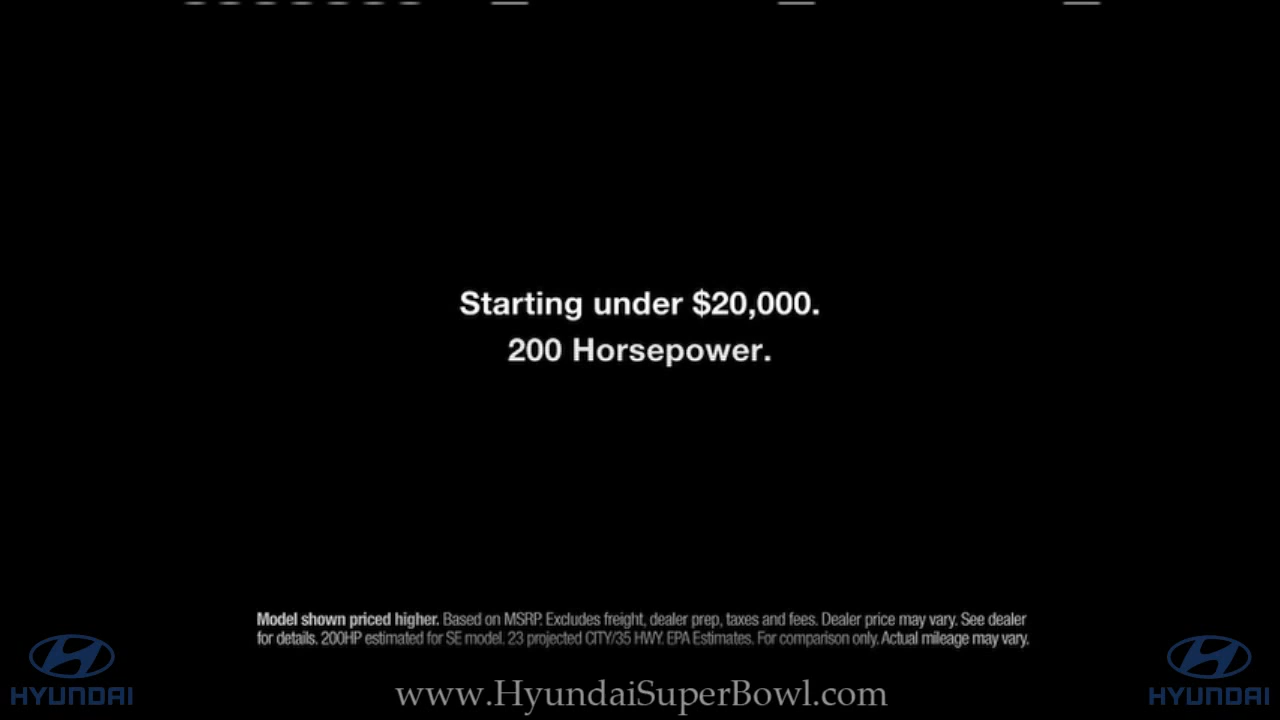 Starting under $20,000.
200 Horsepower.
Model shown priced higher. Based on MSRP. Excludes freight, dealer prep, taxes and fees. Dealer price may vary. See dealer
for details. 200HP estimated for SE model. 23 projected CITY/35 HWY. EPA Estimates. For comparison only. Actual mileage may vary.
HYUNDAI
www.HyundaiSuperBowl.com
HYUNDAI